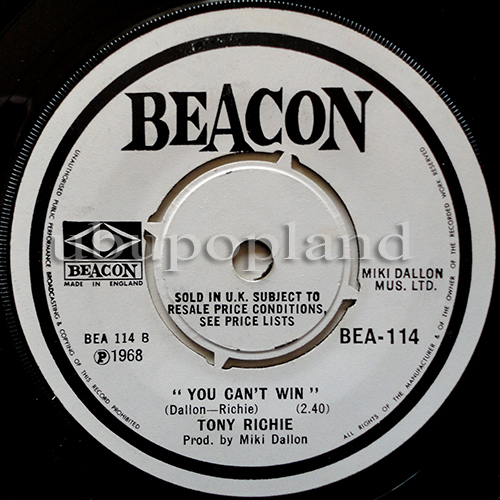 BEACON
UNAUTHORISED PUBLIC PERFORMANCE BROADCASTING & COPYING OF THIS RECORD PROHIBITED
ALL RIGHTS OF THE MANUFACTURER & OF THE OWNER OF THE RECORDED WORK RESERVED
ubupopland
BEACON
MADE IN ENGLAND
MIKI DALLON
MUS. LTD.
SOLD IN U.K. SUBJECT TO
RESALE PRICE CONDITIONS,
SEE PRICE LISTS
BEA 114 B
Ⓟ1968
BEA-114
"YOU CAN'T WIN"
(Dallon—Richie) (2.40)
TONY RICHIE
Prod. by Miki Dallon